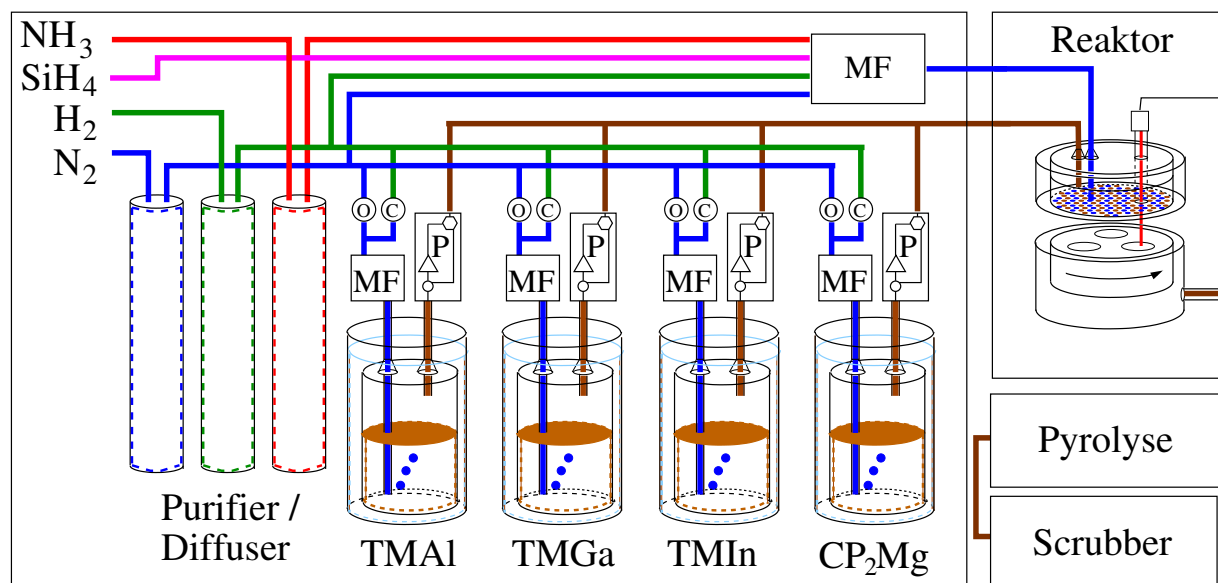 NH3
SiH4
H2
N2
MF
Reaktor
O C O C O C O C
P P P P
MF MF MF MF
Purifier /
Diffuser
TMAl TMGa TMIn CP2Mg
Pyrolyse
Scrubber